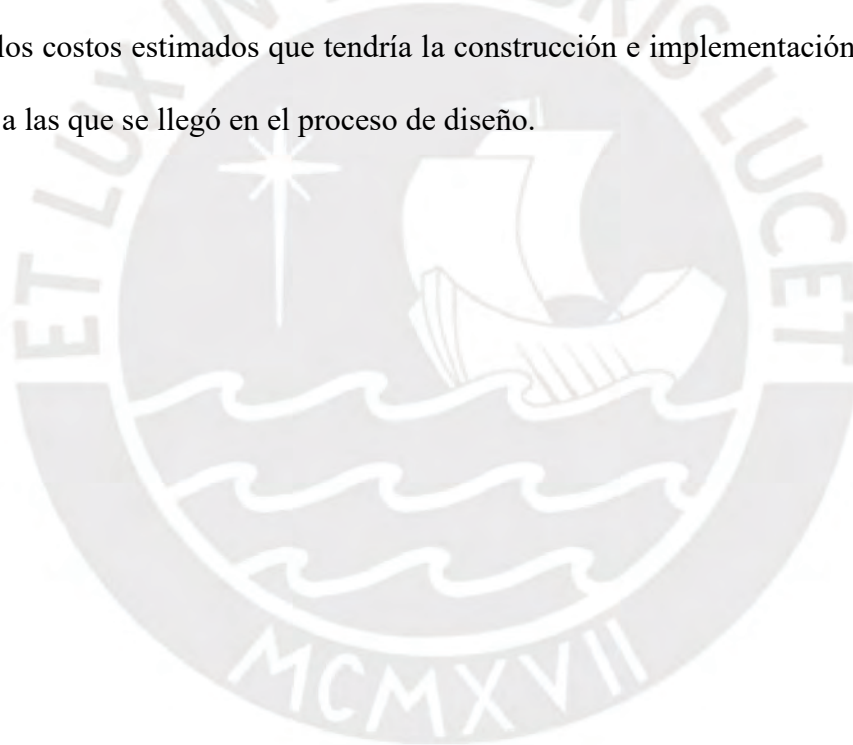 los costos estimados que tendría la construcción e implementación
a las que se llegó en el proceso de diseño.
ET LUX IN TENEBRIS LUCET
MCMXVII